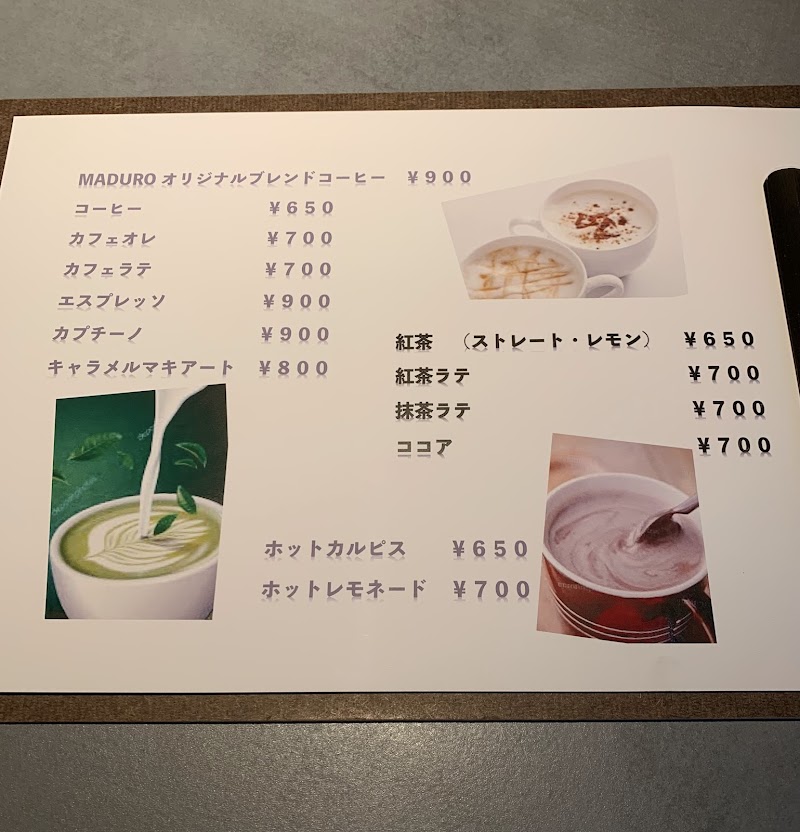 MADURO オリジナルブレンドコーヒー ￥９００
コーヒー ￥６５０
カフェオレ ￥７００
カフェラテ ￥７００
エスプレッソ ￥９００
カプチーノ ￥９００
キャラメルマキアート ￥８００
紅茶 （ストレート・レモン） ￥６５０
紅茶ラテ ￥７００
抹茶ラテ ￥７００
ココア ￥７００
ホットカルピス ￥６５０
ホットレモネード ￥７００